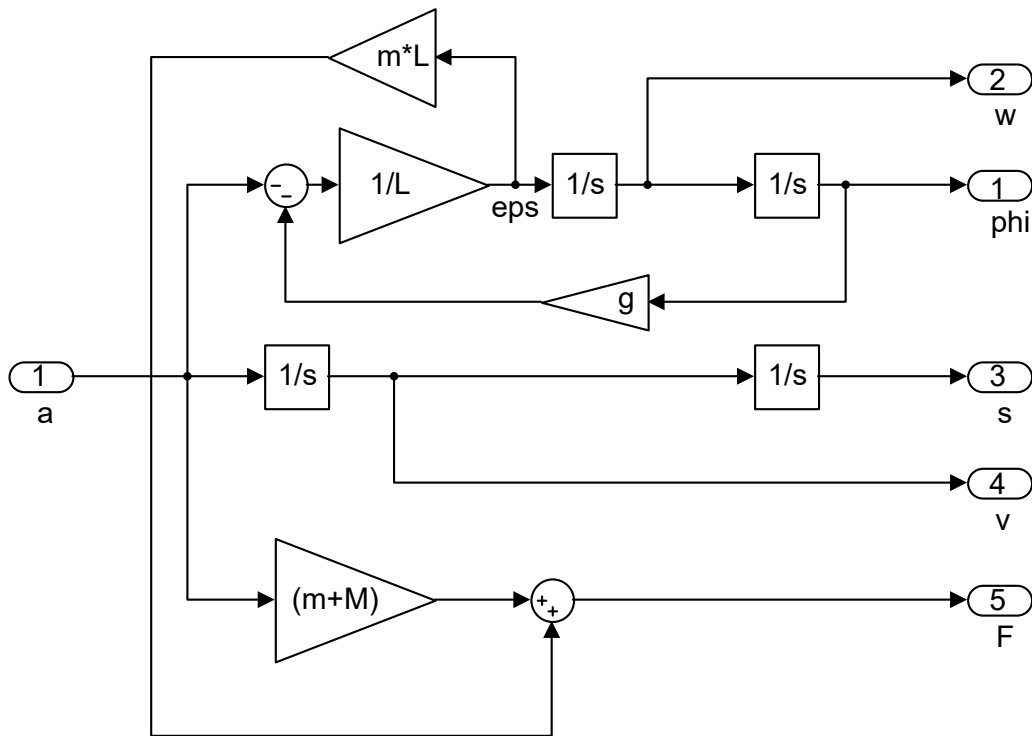 m*L
2
w
−
−
1/L
eps
1/s
1/s
1
phi
g
1
a
1/s
1/s
3
s
4
v
(m+M)
+
+
5
F